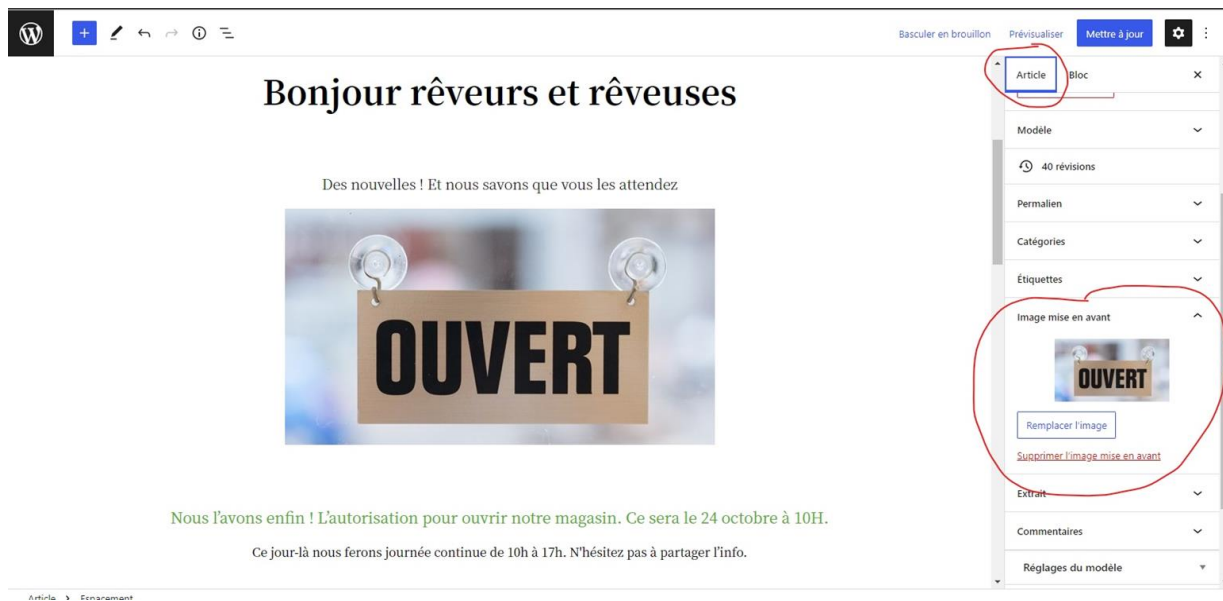 Basculer en brouillon Prévisualiser Mettre à jour
Article Bloc
Bonjour rêveurs et rêveuses
Des nouvelles ! Et nous savons que vous les attendez
OUVERT
Nous l'avons enfin ! L'autorisation pour ouvrir notre magasin. Ce sera le 24 octobre à 10H.
Ce jour-là nous ferons journée continue de 10h à 17h. N'hésitez pas à partager l'info.
Modèle
40 révisions
Permalien
Catégories
Étiquettes
Image mise en avant
OUVERT
Remplacer l'image
Supprimer l'image mise en avant
Extrait
Commentaires
Réglages du modèle
Article > Espacement